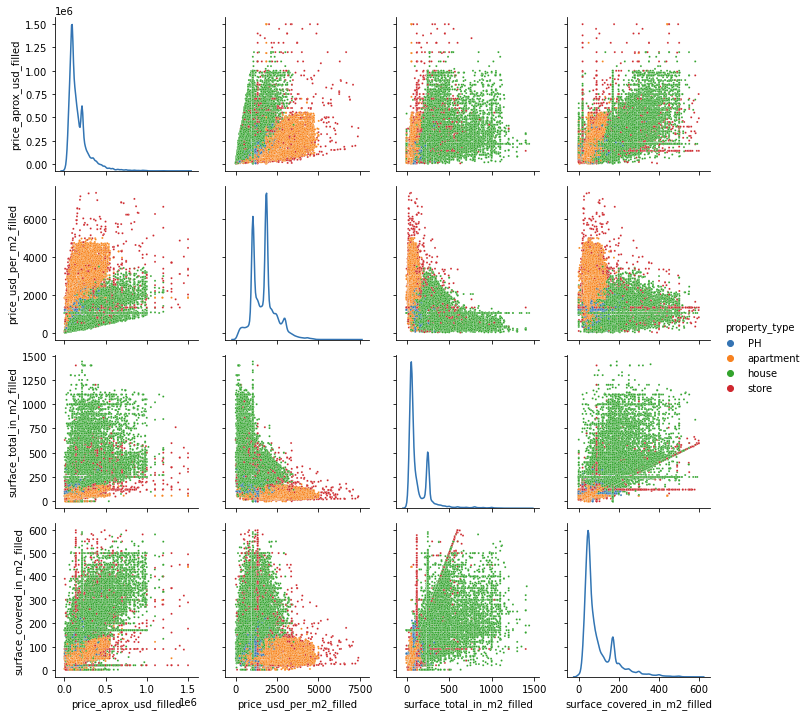 1e6
1.50
1.25
1.00
0.75
0.50
0.25
0.00
price_aprox_usd_filled
6000
4000
2000
0
price_usd_per_m2_filled
property_type
PH
apartment
house
store
1500
1250
1000
750
500
250
0
surface_total_in_m2_filled
600
500
400
300
200
100
0
surface_covered_in_m2_filled
0.0 0.5 1.0 1.5 0 2500 5000 7500 0 500 1000 1500 0 200 400 600
1e6
price_aprox_usd_filled price_usd_per_m2_filled surface_total_in_m2_filled surface_covered_in_m2_filled